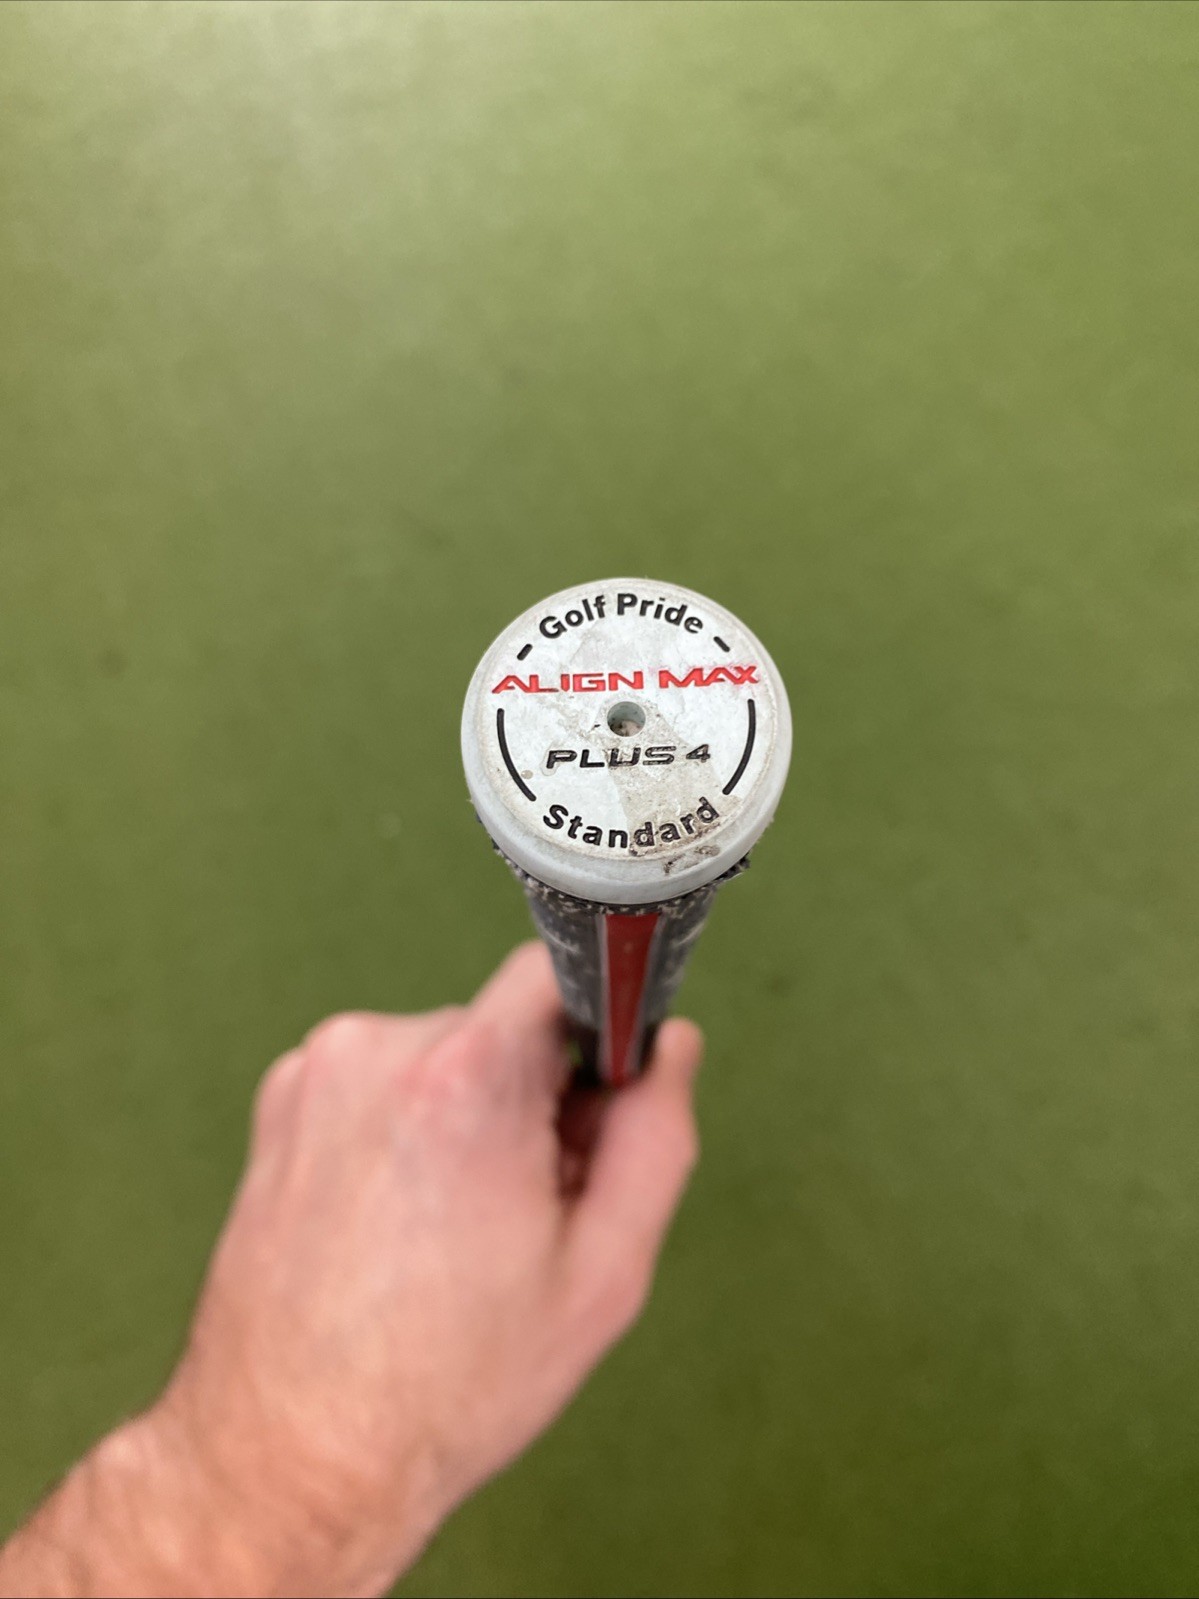 Golf Pride
ALIGN MAX
PLUS 4
Standard